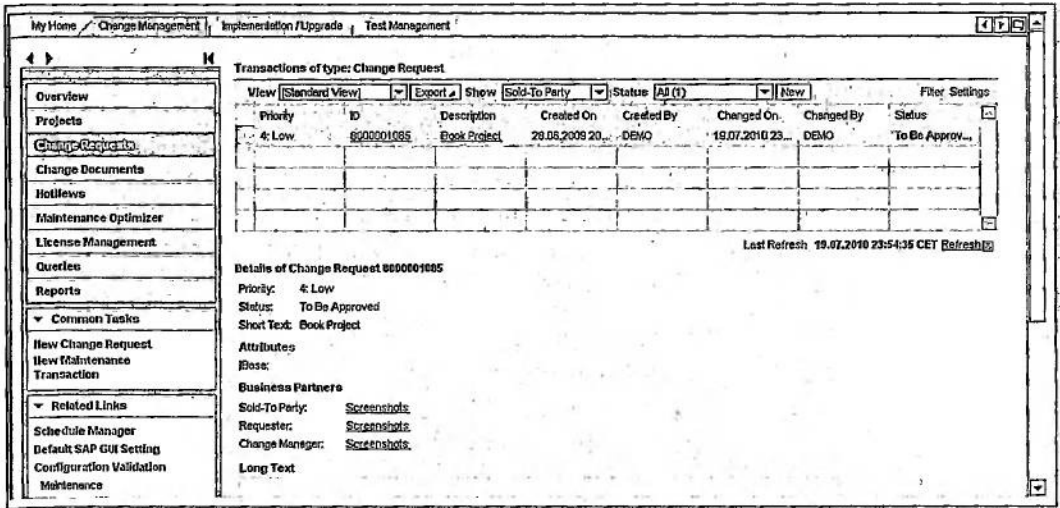 My Home Change Management Implementation / Upgrade Test Management
Transactions of type: Change Request
View [Standard View] Export Show Sold-To Party Status All (1) New Filter Settings
Priority ID Description Created On Created By Changed On Changed By Status
4: Low 8000001085 Book Project 28.06.2009 20... DEMO 19.07.2010 23... DEMO To Be Approv...
Last Refresh 19.07.2010 23:54:35 CET Refresh
Overview
Projects
Change Requests
Change Documents
HotNews
Maintenance Optimizer
License Management
Queries
Reports
Common Tasks
New Change Request
New Maintenance
Transaction
Related Links
Schedule Manager
Default SAP GUI Setting
Configuration Validation
Maintenance
Details of Change Request 8000001085
Priority: 4: Low
Status: To Be Approved
Short Text: Book Project
Attributes
IBase:
Business Partners
Sold-To Party: Screenshots
Requester: Screenshots
Change Manager: Screenshots
Long Text